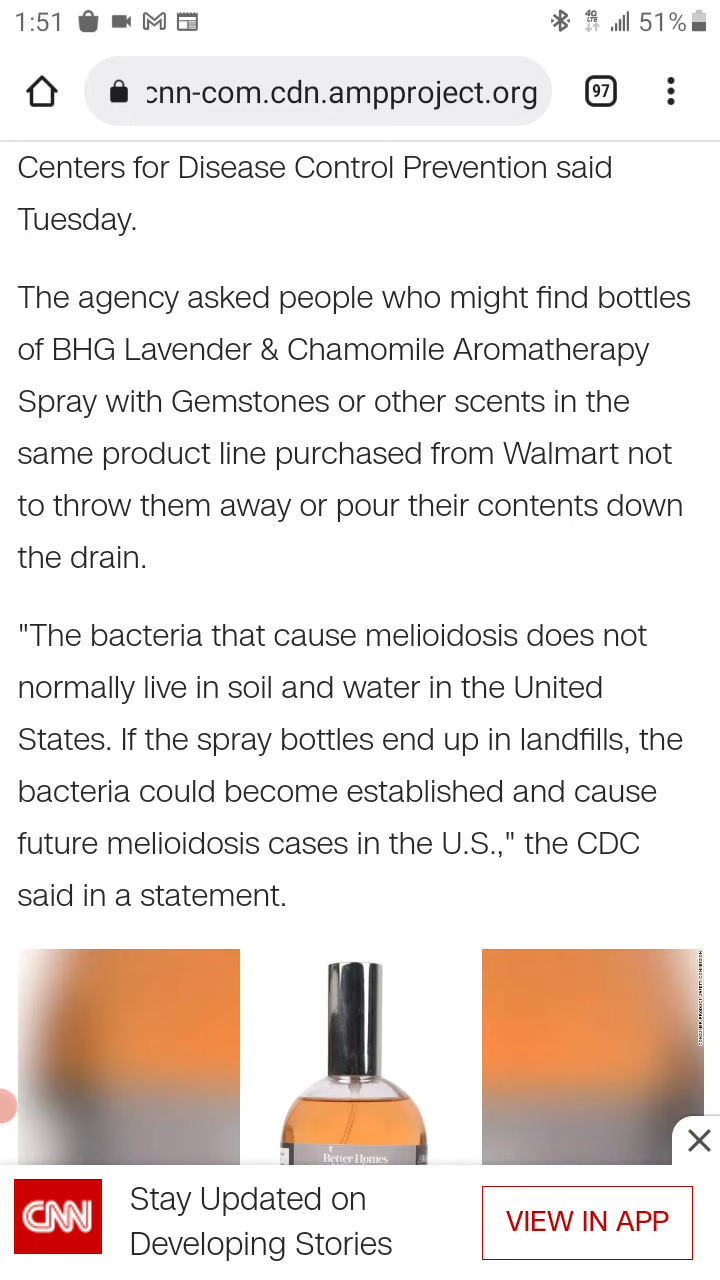 1:51
4G
LTE
51%
cnn-com.cdn.ampproject.org
97
Centers for Disease Control Prevention said
Tuesday.
The agency asked people who might find bottles
of BHG Lavender & Chamomile Aromatherapy
Spray with Gemstones or other scents in the
same product line purchased from Walmart not
to throw them away or pour their contents down
the drain.
"The bacteria that cause melioidosis does not
normally live in soil and water in the United
States. If the spray bottles end up in landfills, the
bacteria could become established and cause
future melioidosis cases in the U.S.," the CDC
said in a statement.
Better Homes
CNN
Stay Updated on
Developing Stories
VIEW IN APP